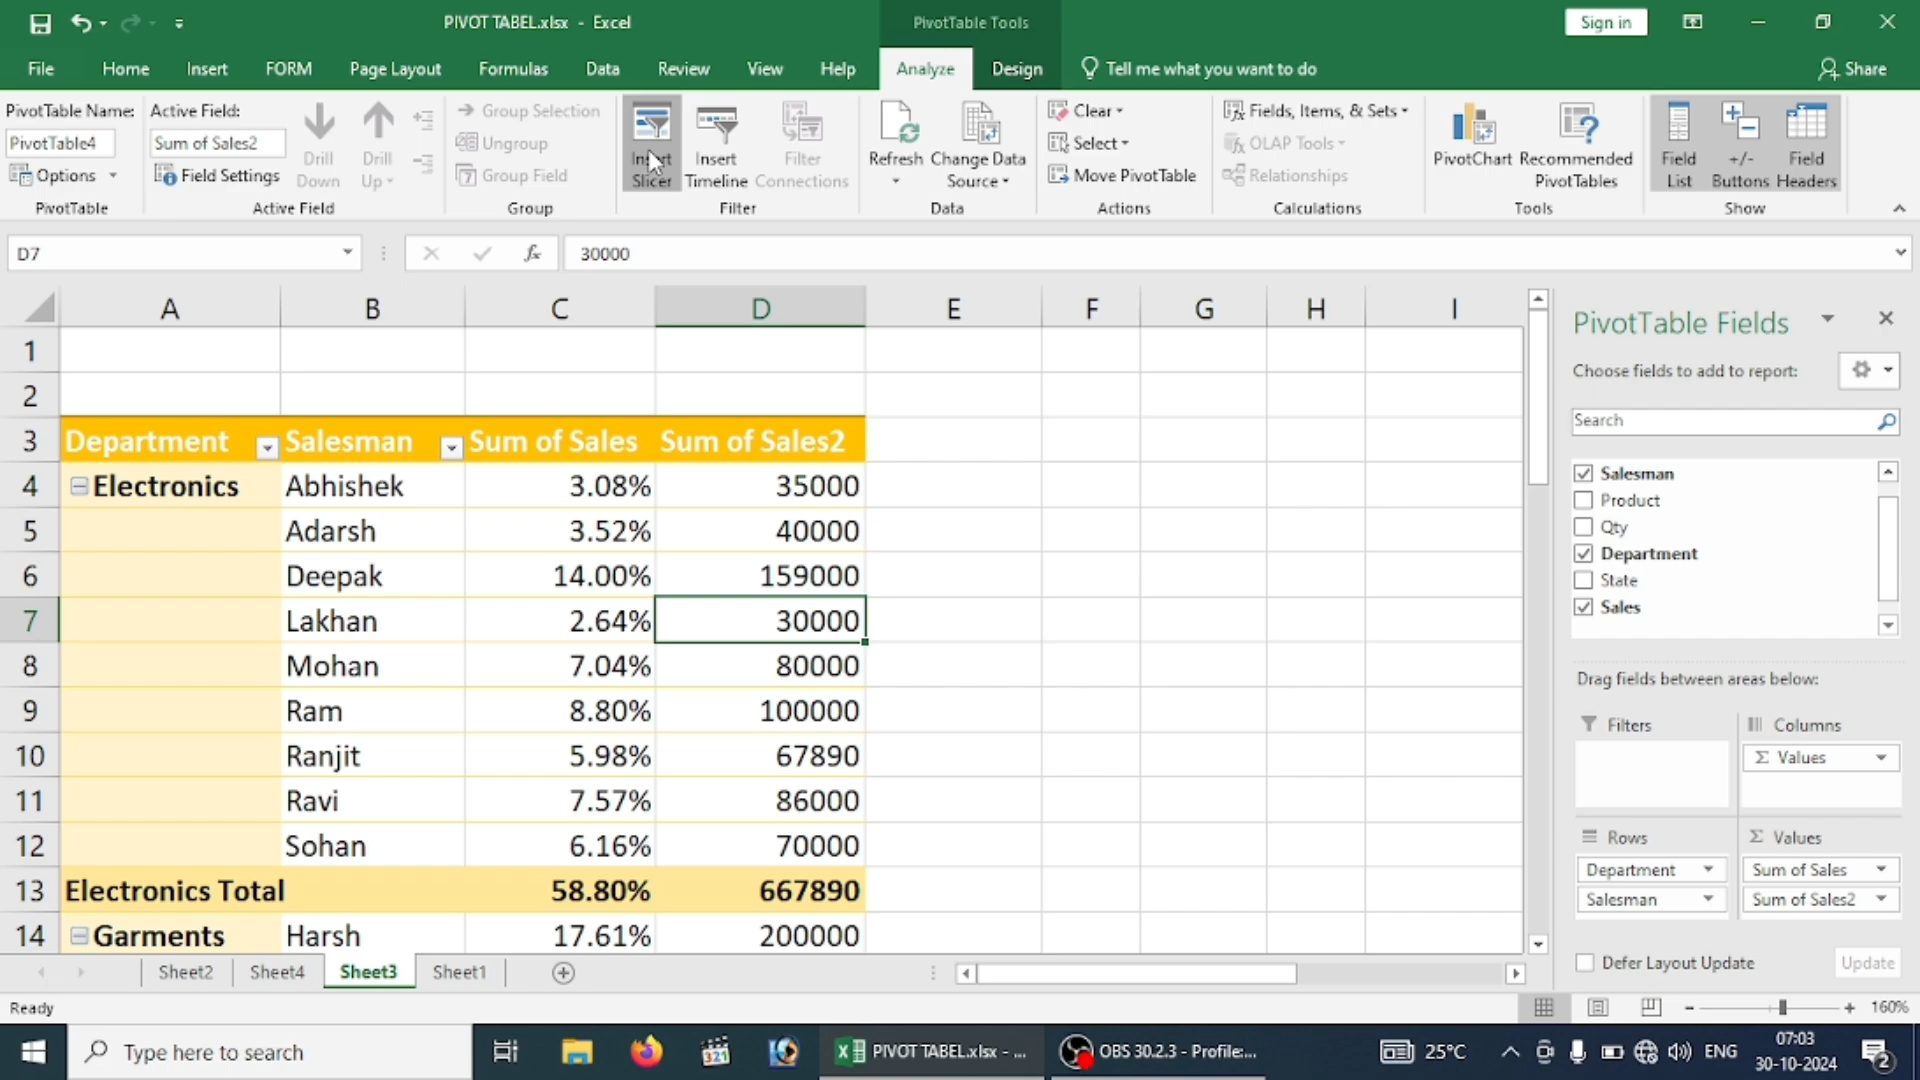 PIVOT TABEL.xlsx - Excel
PivotTable Tools
Sign in
File Home Insert FORM Page Layout Formulas Data Review View Help Analyze Design Tell me what you want to do Share
PivotTable Name:
PivotTable4
Options
PivotTable
Active Field:
Sum of Sales2
Field Settings
Drill Down
Drill Up
Active Field
Group Selection
Ungroup
Group Field
Group
Insert Slicer
Insert Timeline
Filter Connections
Filter
Refresh
Change Data Source
Data
Clear
Select
Move PivotTable
Actions
Fields, Items, & Sets
OLAP Tools
Relationships
Calculations
PivotChart
Recommended PivotTables
Tools
Field List
+/- Buttons
Field Headers
Show
D7
fx
30000
A B C D E F G H I
1
2
3 Department Salesman Sum of Sales Sum of Sales2
4 Electronics Abhishek 3.08% 35000
5 Adarsh 3.52% 40000
6 Deepak 14.00% 159000
7 Lakhan 2.64% 30000
8 Mohan 7.04% 80000
9 Ram 8.80% 100000
10 Ranjit 5.98% 67890
11 Ravi 7.57% 86000
12 Sohan 6.16% 70000
13 Electronics Total 58.80% 667890
14 Garments Harsh 17.61% 200000
PivotTable Fields
Choose fields to add to report:
Search
Salesman
Product
Qty
Department
State
Sales
Drag fields between areas below:
Filters
Columns
Σ Values
Rows
Department
Salesman
Σ Values
Sum of Sales
Sum of Sales2
Defer Layout Update
Update
Sheet2 Sheet4 Sheet3 Sheet1
Ready
160%
Type here to search
321
PIVOT TABEL.xlsx - ...
OBS 30.2.3 - Profile:...
25°C
ENG
07:03
30-10-2024
2